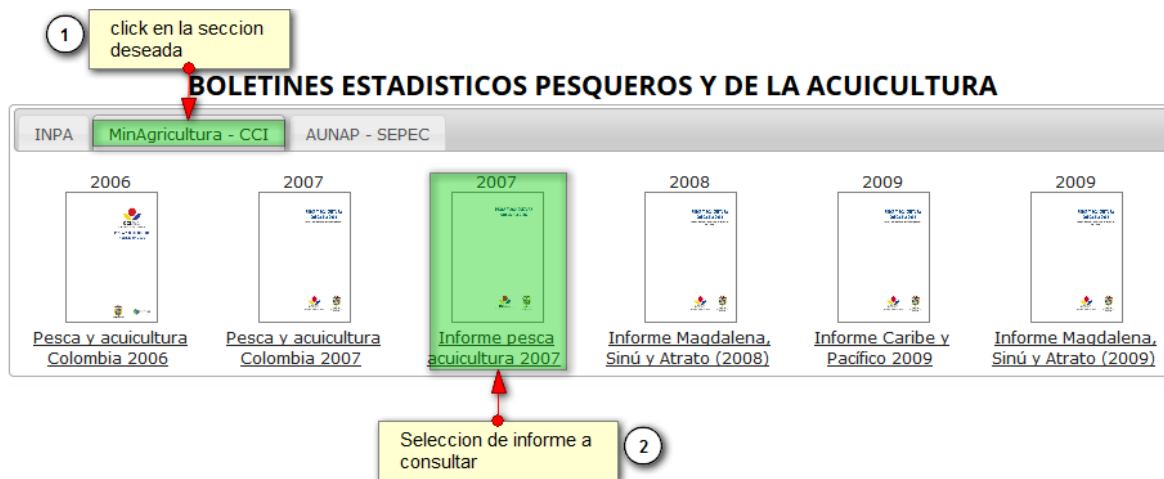 1
click en la seccion
deseada
BOLETINES ESTADISTICOS PESQUEROS Y DE LA ACUICULTURA
INPA
MinAgricultura - CCI
AUNAP - SEPEC
2006
2007
2007
2008
2009
2009
Pesca y acuicultura
Colombia 2006
Pesca y acuicultura
Colombia 2007
Informe pesca
acuicultura 2007
Informe Magdalena,
Sinú y Atrato (2008)
Informe Caribe y
Pacífico 2009
Informe Magdalena,
Sinú y Atrato (2009)
Seleccion de informe a
consultar
2